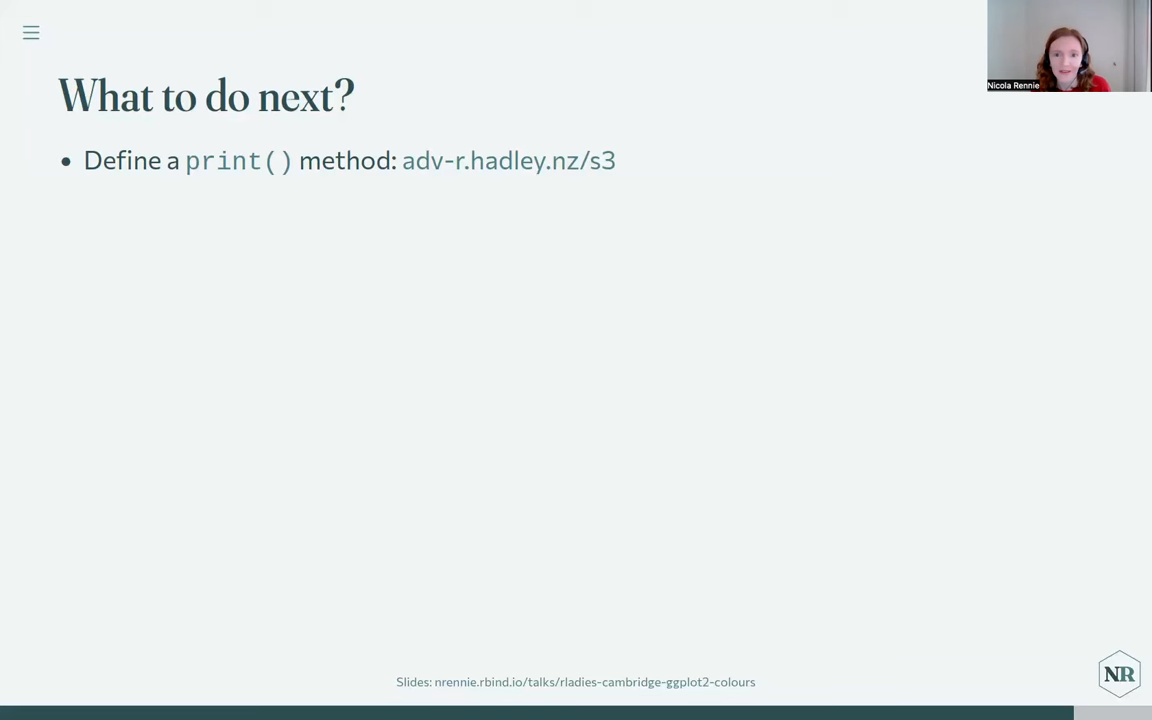 Nicola Rennie
What to do next?
• Define a print() method: adv-r.hadley.nz/s3
Slides: nrennie.rbind.io/talks/rladies-cambridge-ggplot2-colours
NR